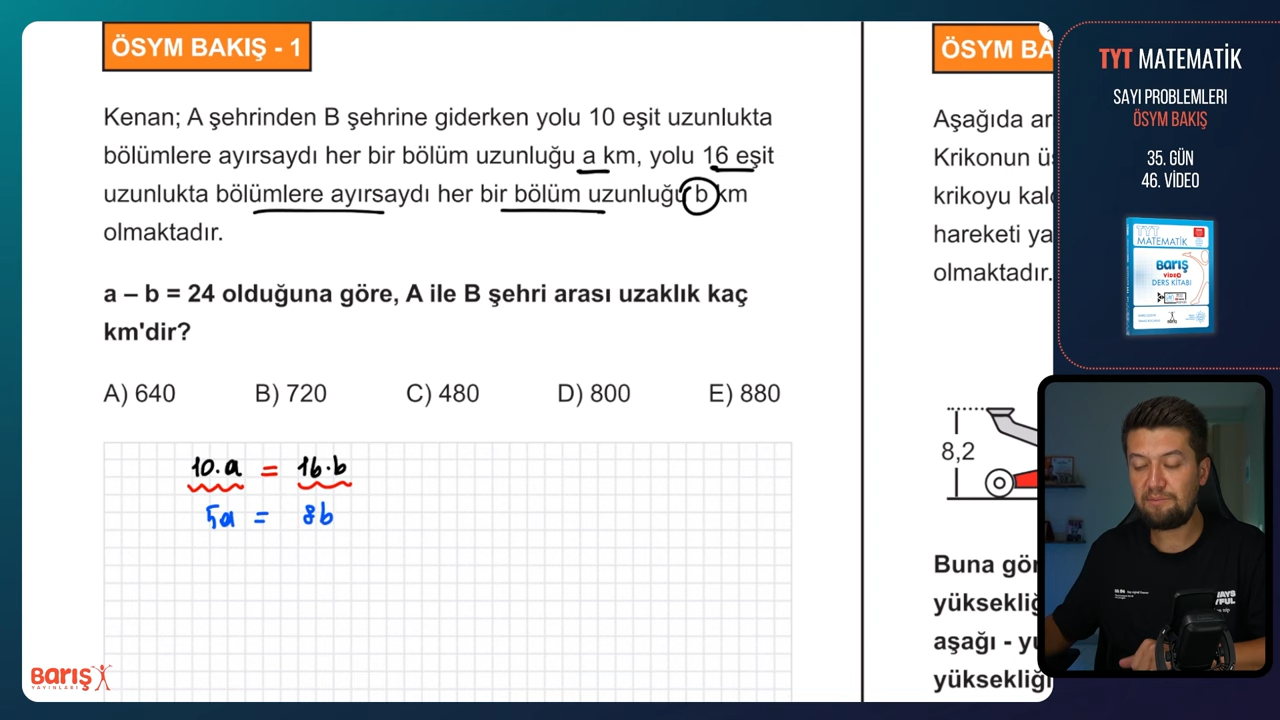 ÖSYM BAKIŞ - 1
Kenan; A şehrinden B şehrine giderken yolu 10 eşit uzunlukta
bölümlere ayırsaydı her bir bölüm uzunluğu a km, yolu 16 eşit
uzunlukta bölümlere ayırsaydı her bir bölüm uzunluğu b km
olmaktadır.
a – b = 24 olduğuna göre, A ile B şehri arası uzaklık kaç
km'dir?
A) 640 B) 720 C) 480 D) 800 E) 880
10.a = 16.b
5a = 8b
BARIŞ
YAYINLARI
ÖSYM BA
Aşağıda ar
Krikonun ü
krikoyu kal
hareketi ya
olmaktadır.
8,2
Buna gör
yüksekliğ
aşağı - yu
yüksekliği
TYT MATEMATİK
SAYI PROBLEMLERI
ÖSYM BAKIŞ
35. GÜN
46. VİDEO
TYT
MATEMATİK
BARIŞ
VİDEO
DERS KİTABI